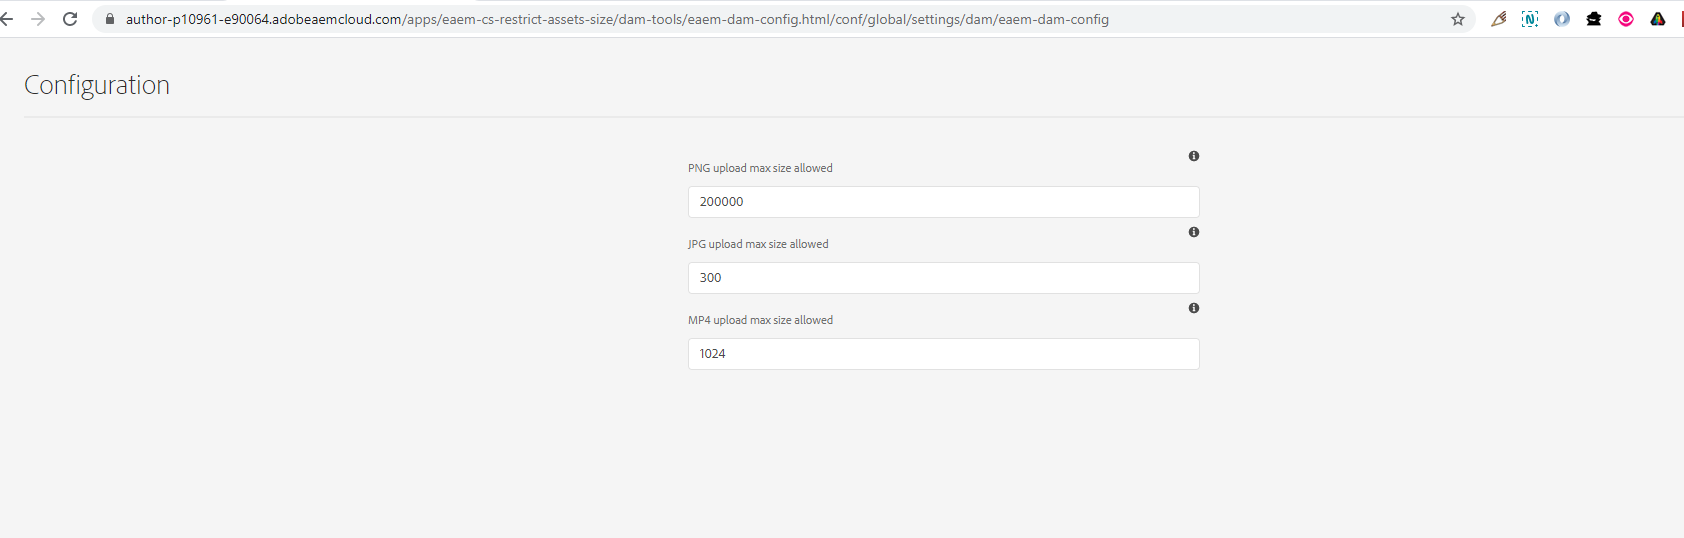 author-p10961-e90064.adobeaemcloud.com/apps/eaem-cs-restrict-assets-size/dam-tools/eaem-dam-config.html/conf/global/settings/dam/eaem-dam-config
Configuration
PNG upload max size allowed
200000
JPG upload max size allowed
300
MP4 upload max size allowed
1024